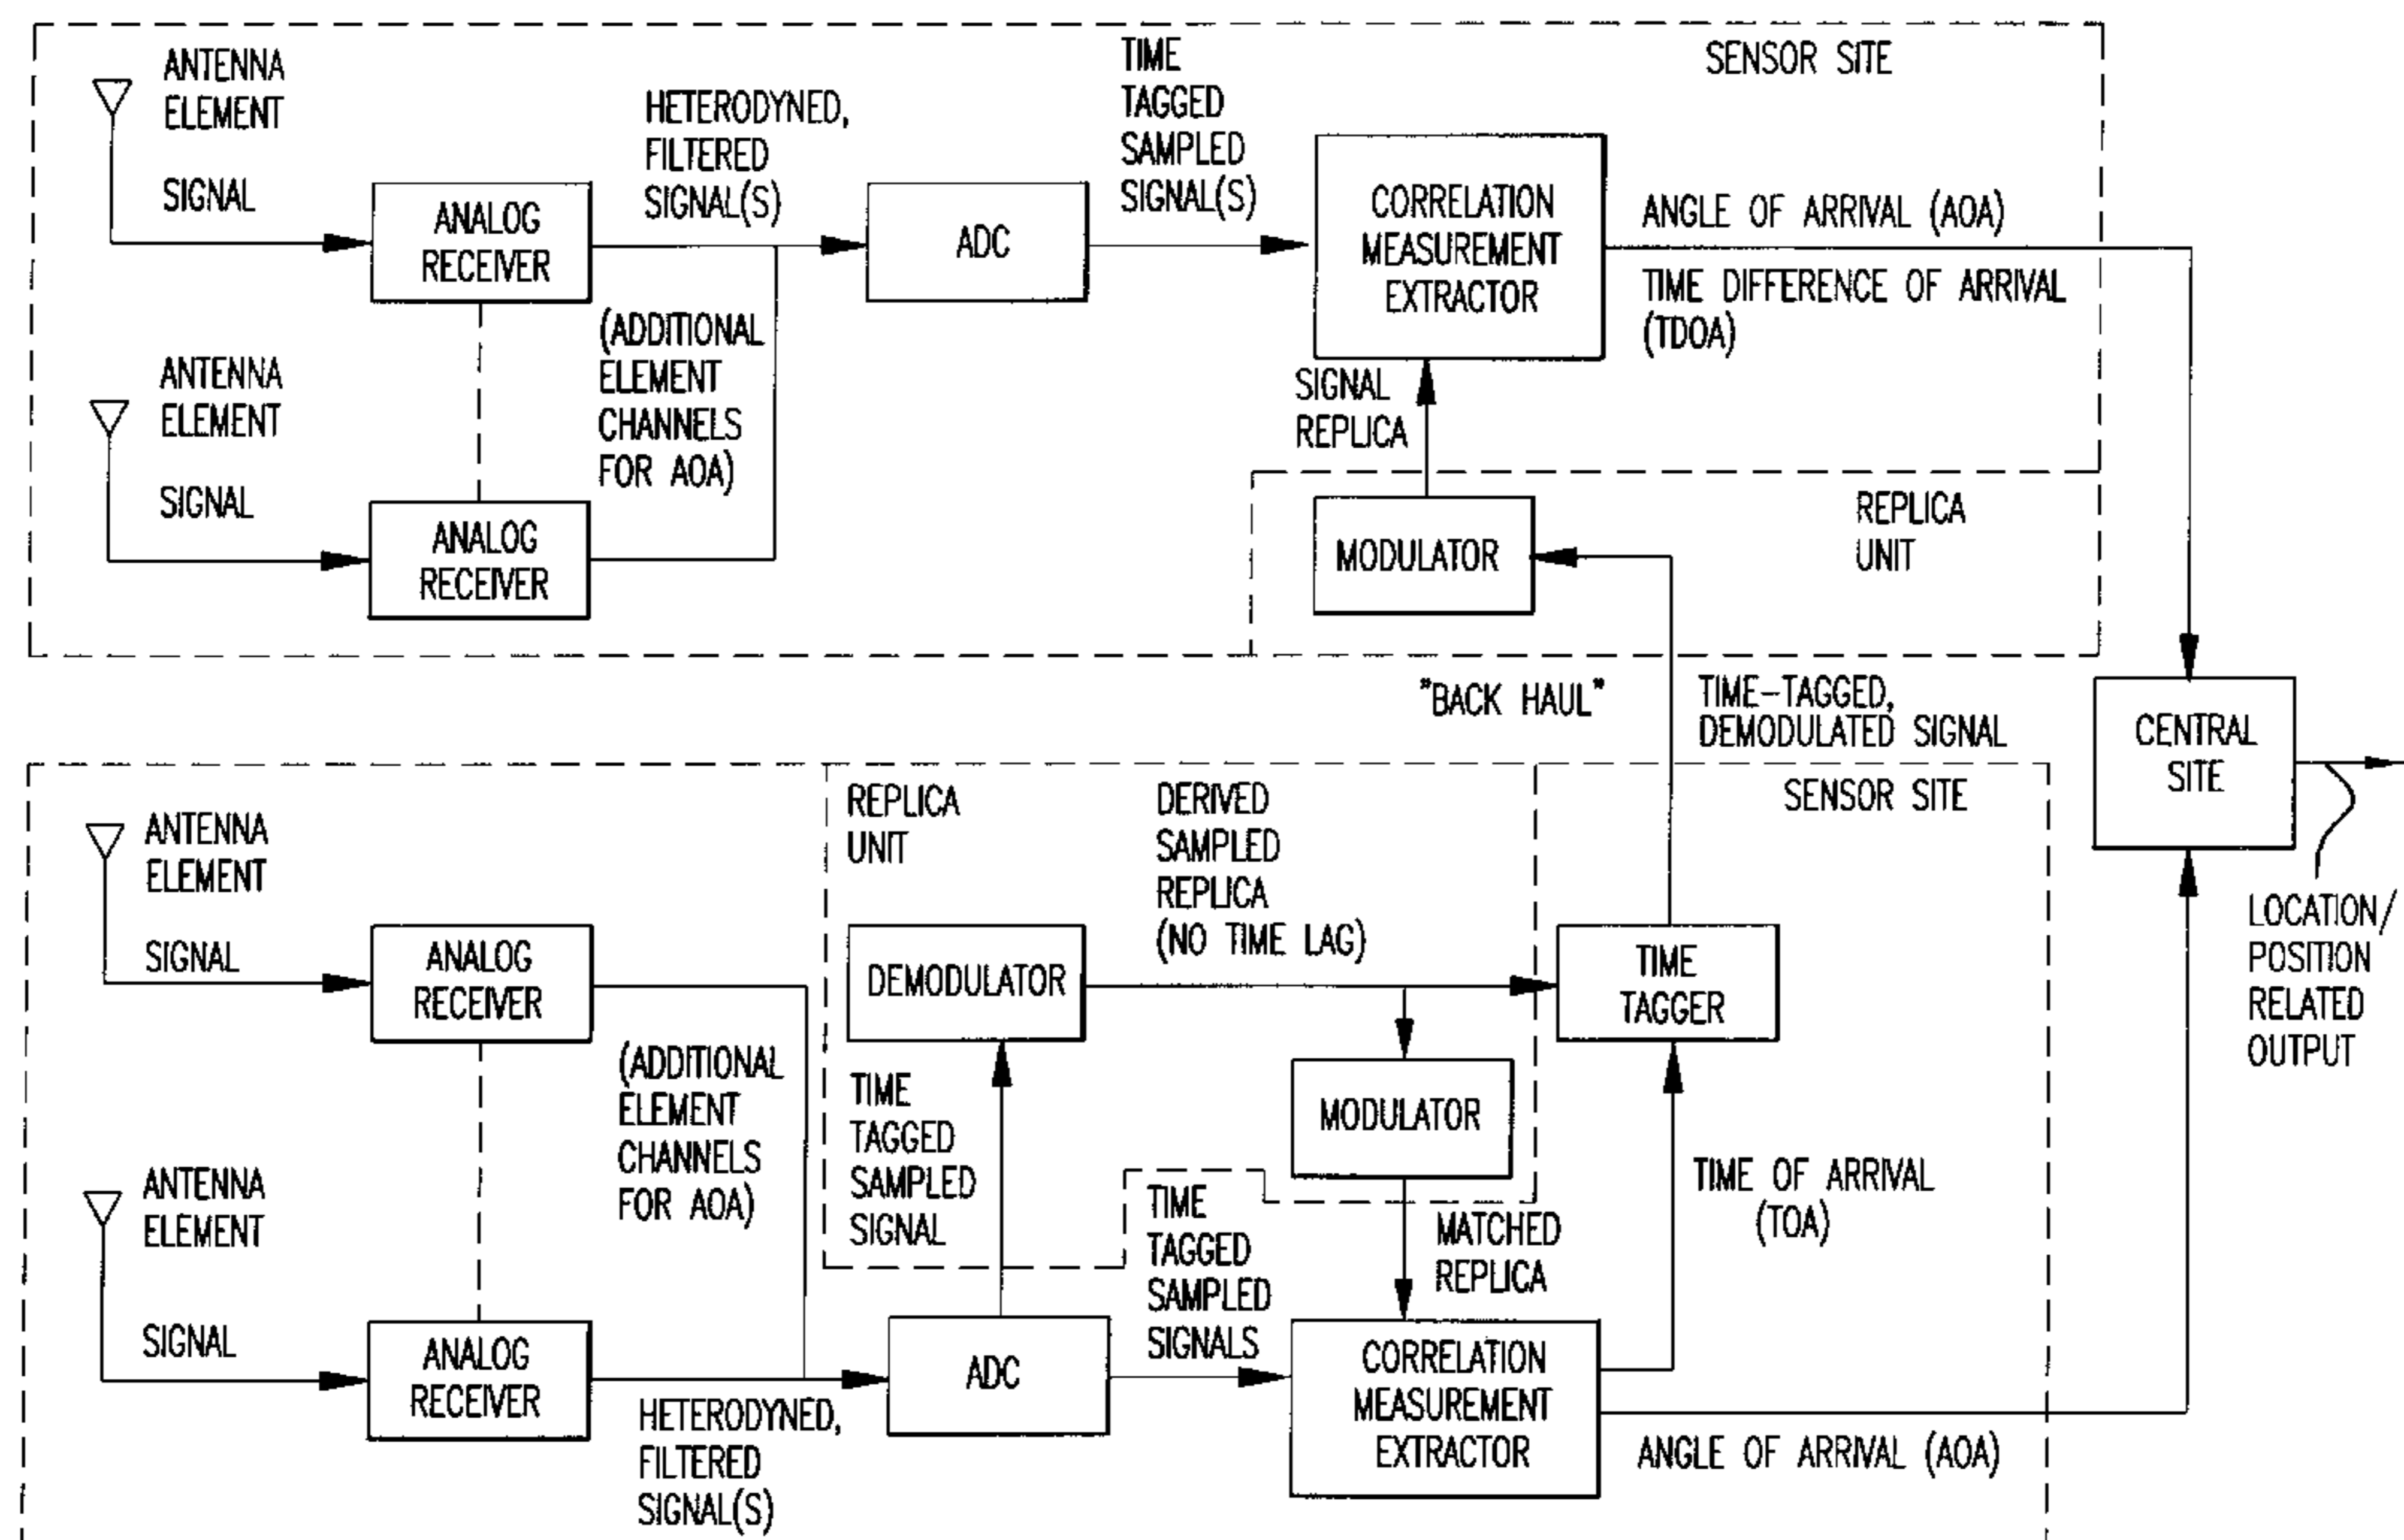 SENSOR SITE
ANTENNA
ELEMENT
SIGNAL
ANALOG
RECEIVER
HETERODYNED,
FILTERED
SIGNAL(S)
ADC
TIME
TAGGED
SAMPLED
SIGNAL(S)
CORRELATION
MEASUREMENT
EXTRACTOR
ANGLE OF ARRIVAL (AOA)
TIME DIFFERENCE OF ARRIVAL
(TDOA)
ANTENNA
ELEMENT
SIGNAL
ANALOG
RECEIVER
(ADDITIONAL
ELEMENT
CHANNELS
FOR AOA)
SIGNAL
REPLICA
MODULATOR
REPLICA
UNIT
"BACK HAUL"
TIME-TAGGED,
DEMODULATED SIGNAL
CENTRAL
SITE
LOCATION/
POSITION
RELATED
OUTPUT
SENSOR SITE
ANTENNA
ELEMENT
SIGNAL
ANALOG
RECEIVER
(ADDITIONAL
ELEMENT
CHANNELS
FOR AOA)
REPLICA
UNIT
DERIVED
SAMPLED
REPLICA
(NO TIME LAG)
DEMODULATOR
TIME
TAGGER
MODULATOR
TIME
TAGGED
SAMPLED
SIGNAL
TIME
TAGGED
SAMPLED
SIGNALS
MATCHED
REPLICA
TIME OF ARRIVAL
(TOA)
ANTENNA
ELEMENT
SIGNAL
ANALOG
RECEIVER
HETERODYNED,
FILTERED
SIGNAL(S)
ADC
CORRELATION
MEASUREMENT
EXTRACTOR
ANGLE OF ARRIVAL (AOA)